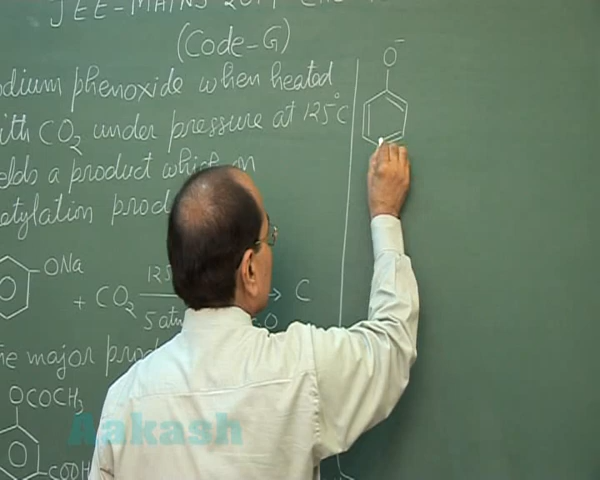 JEE-MAINS
(Code-G)
odium phenoxide when heated
ith CO2 under pressure at 125°C
elds a product which on
etylation prod
ONa
+ CO2
5 atm
C
he major prod
OCOCH3
COOH
O-
Aakash